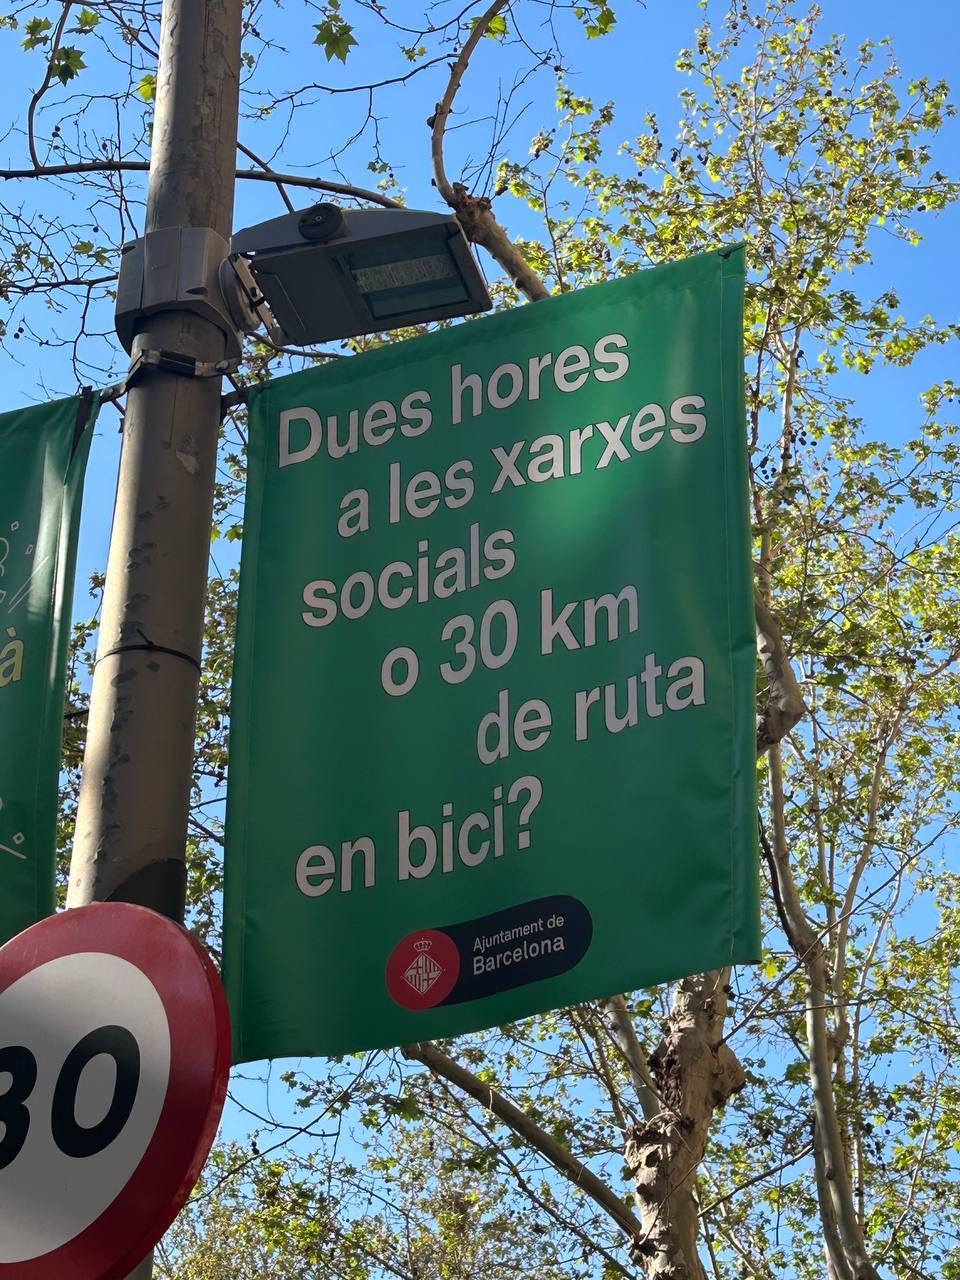 Dues hores
a les xarxes
socials
o 30 km
de ruta
en bici?
Ajuntament de
Barcelona
à
30